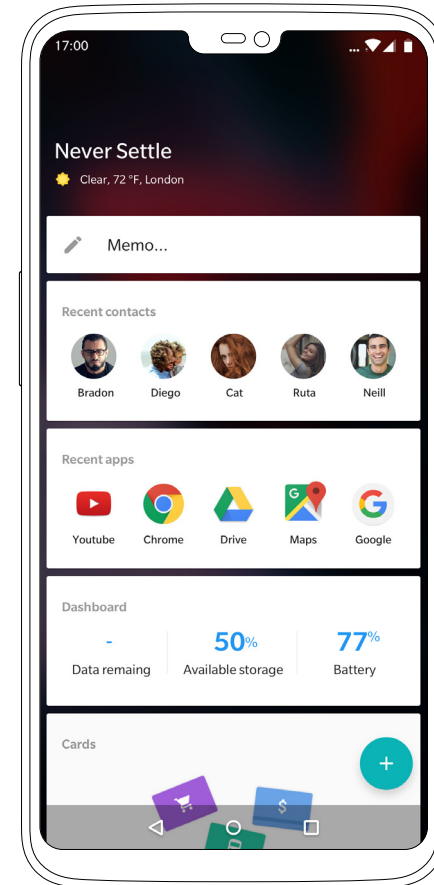 17:00
...
Never Settle
Clear, 72 °F, London
Memo...
Recent contacts
Bradon Diego Cat Ruta Neill
Recent apps
G
G
Youtube Chrome Drive Maps Google
Dashboard
- 50% 77%
Data remaing Available storage Battery
Cards
+
$